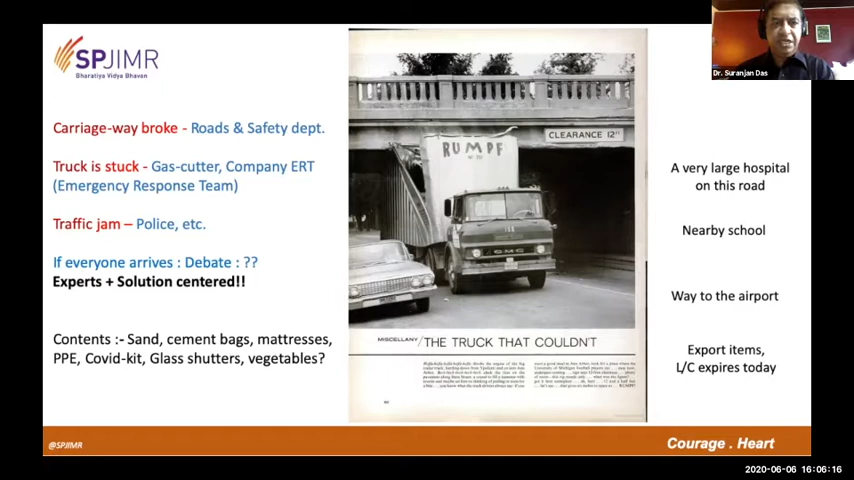 SPJIMR
Bharatiya Vidya Bhavan
Carriage-way broke - Roads & Safety dept.
Truck is stuck - Gas-cutter, Company ERT
(Emergency Response Team)
Traffic jam – Police, etc.
If everyone arrives : Debate : ??
Experts + Solution centered!!
Contents :- Sand, cement bags, mattresses,
PPE, Covid-kit, Glass shutters, vegetables?
CLEARANCE
RUMPF
GMC
MISCELLANY/THE TRUCK THAT COULDN'T
A very large hospital
on this road
Nearby school
Way to the airport
Export items,
L/C expires today
Dr. Suranjan Das
@SPJIMR
Courage . Heart
2020-06-06 16:06:16